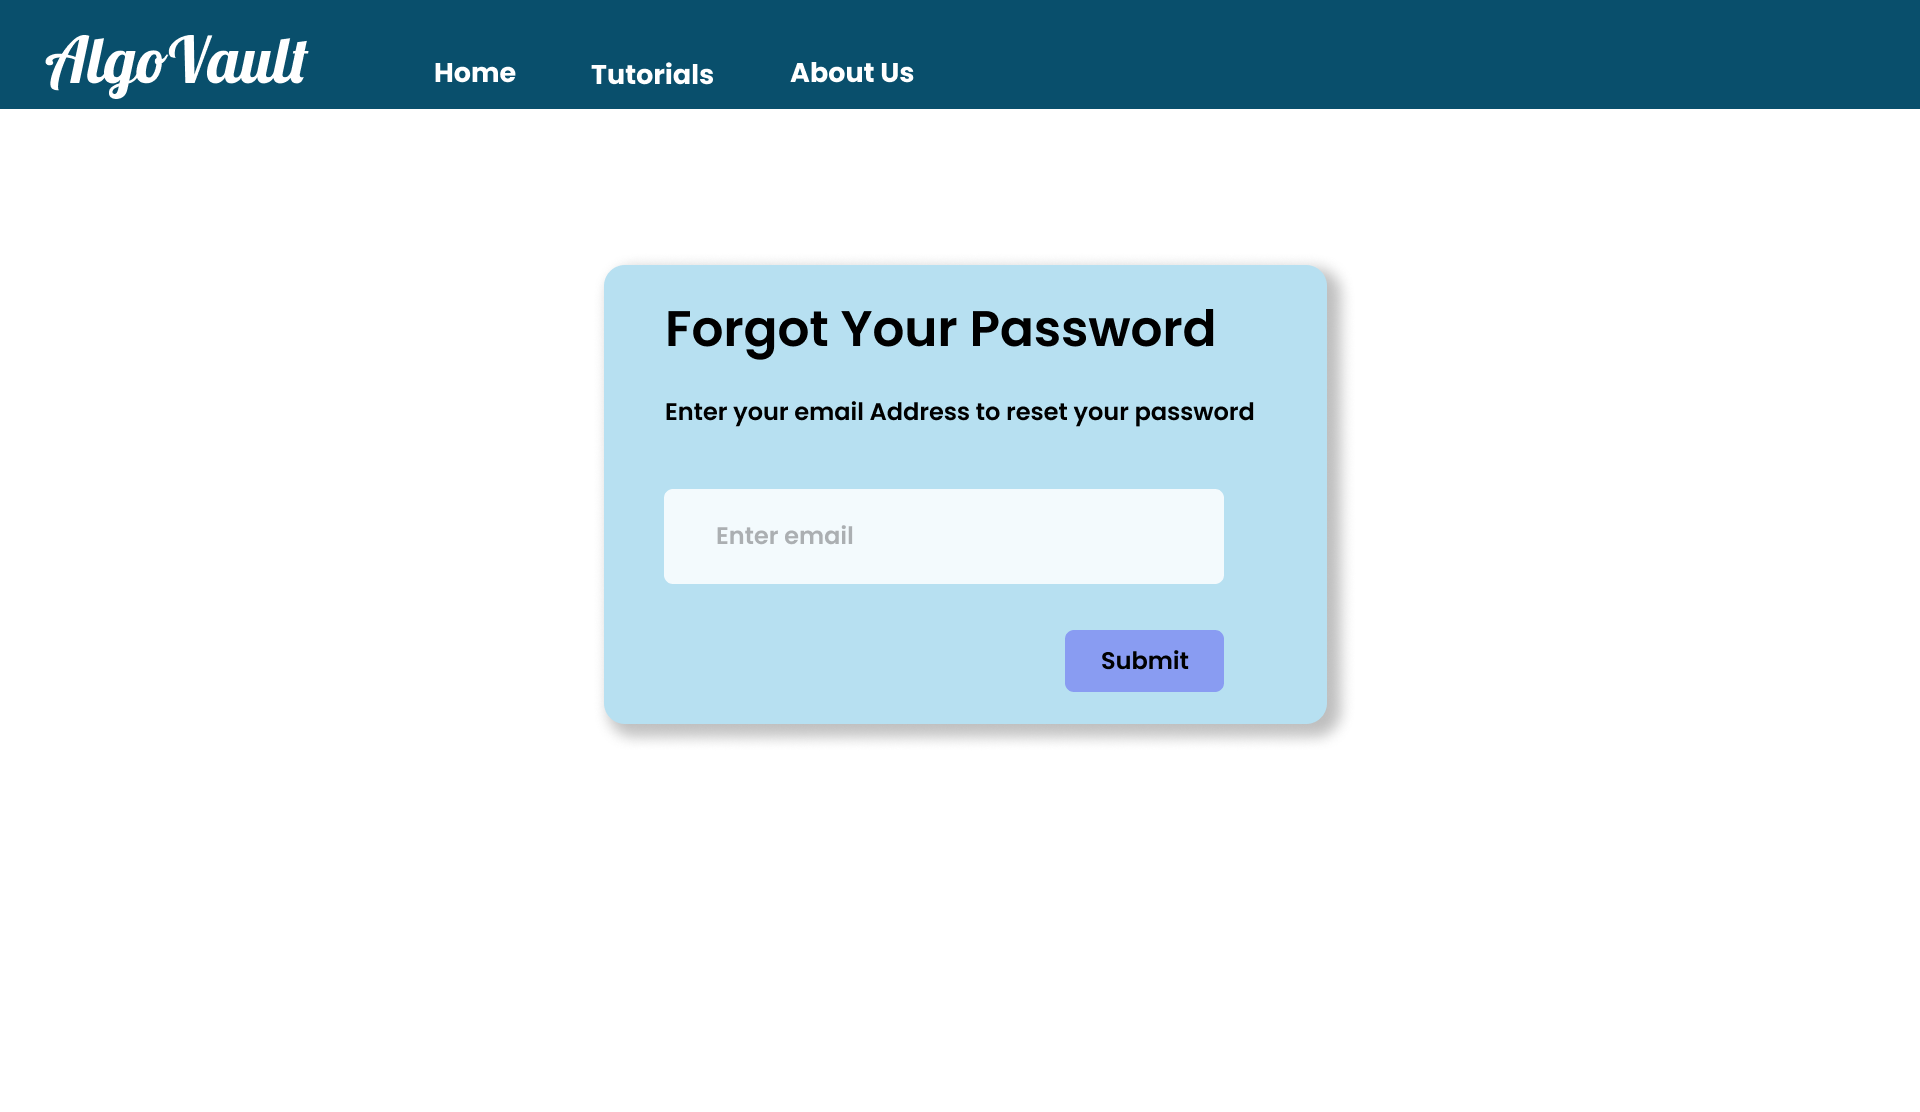 AlgoVault Home Tutorials About Us
Forgot Your Password
Enter your email Address to reset your password
Enter email
Submit